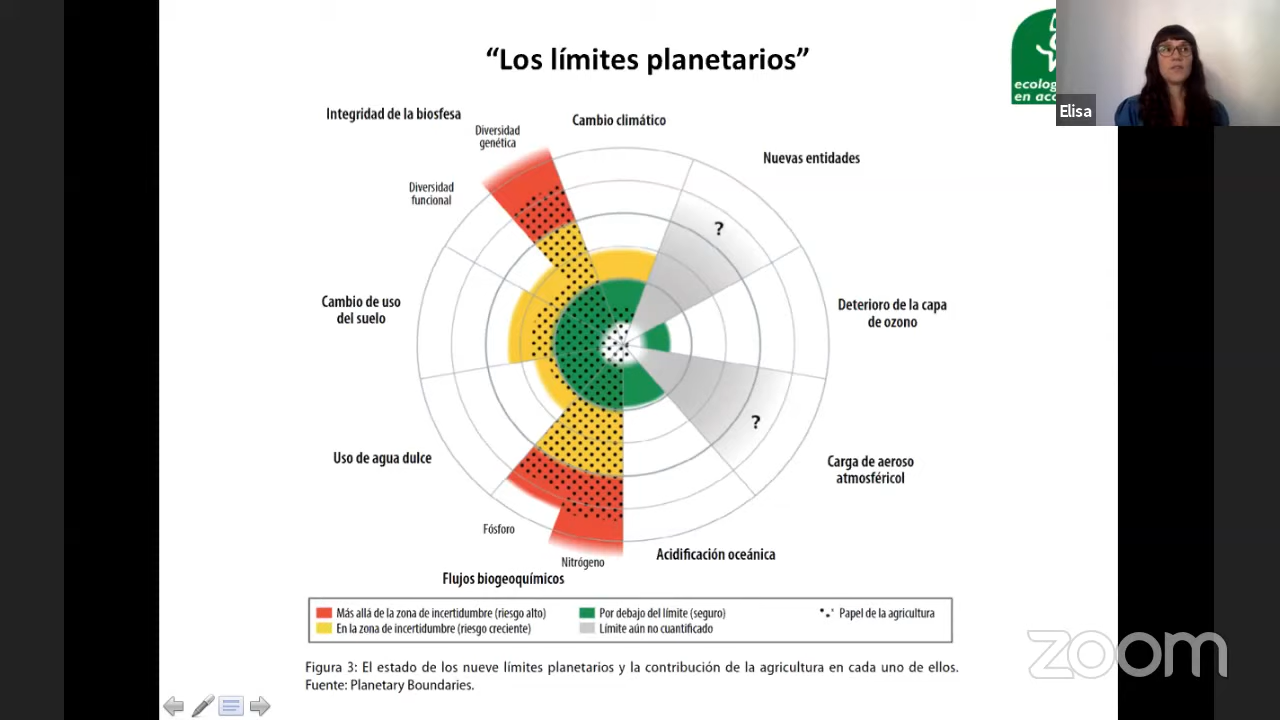 “Los límites planetarios”
ecolog
en acc
Elisa
Integridad de la biosfesa
Cambio climático
Diversidad
genética
Nuevas entidades
Diversidad
funcional
?
Cambio de uso
del suelo
Deterioro de la capa
de ozono
?
Uso de agua dulce
Carga de aeroso
atmosféricol
Fósforo
Nitrógeno
Acidificación oceánica
Flujos biogeoquímicos
Más allá de la zona de incertidumbre (riesgo alto)
Por debajo del límite (seguro)
Papel de la agricultura
En la zona de incertidumbre (riesgo creciente)
Límite aún no cuantificado
zoom
Figura 3: El estado de los nueve límites planetarios y la contribución de la agricultura en cada uno de ellos.
Fuente: Planetary Boundaries.